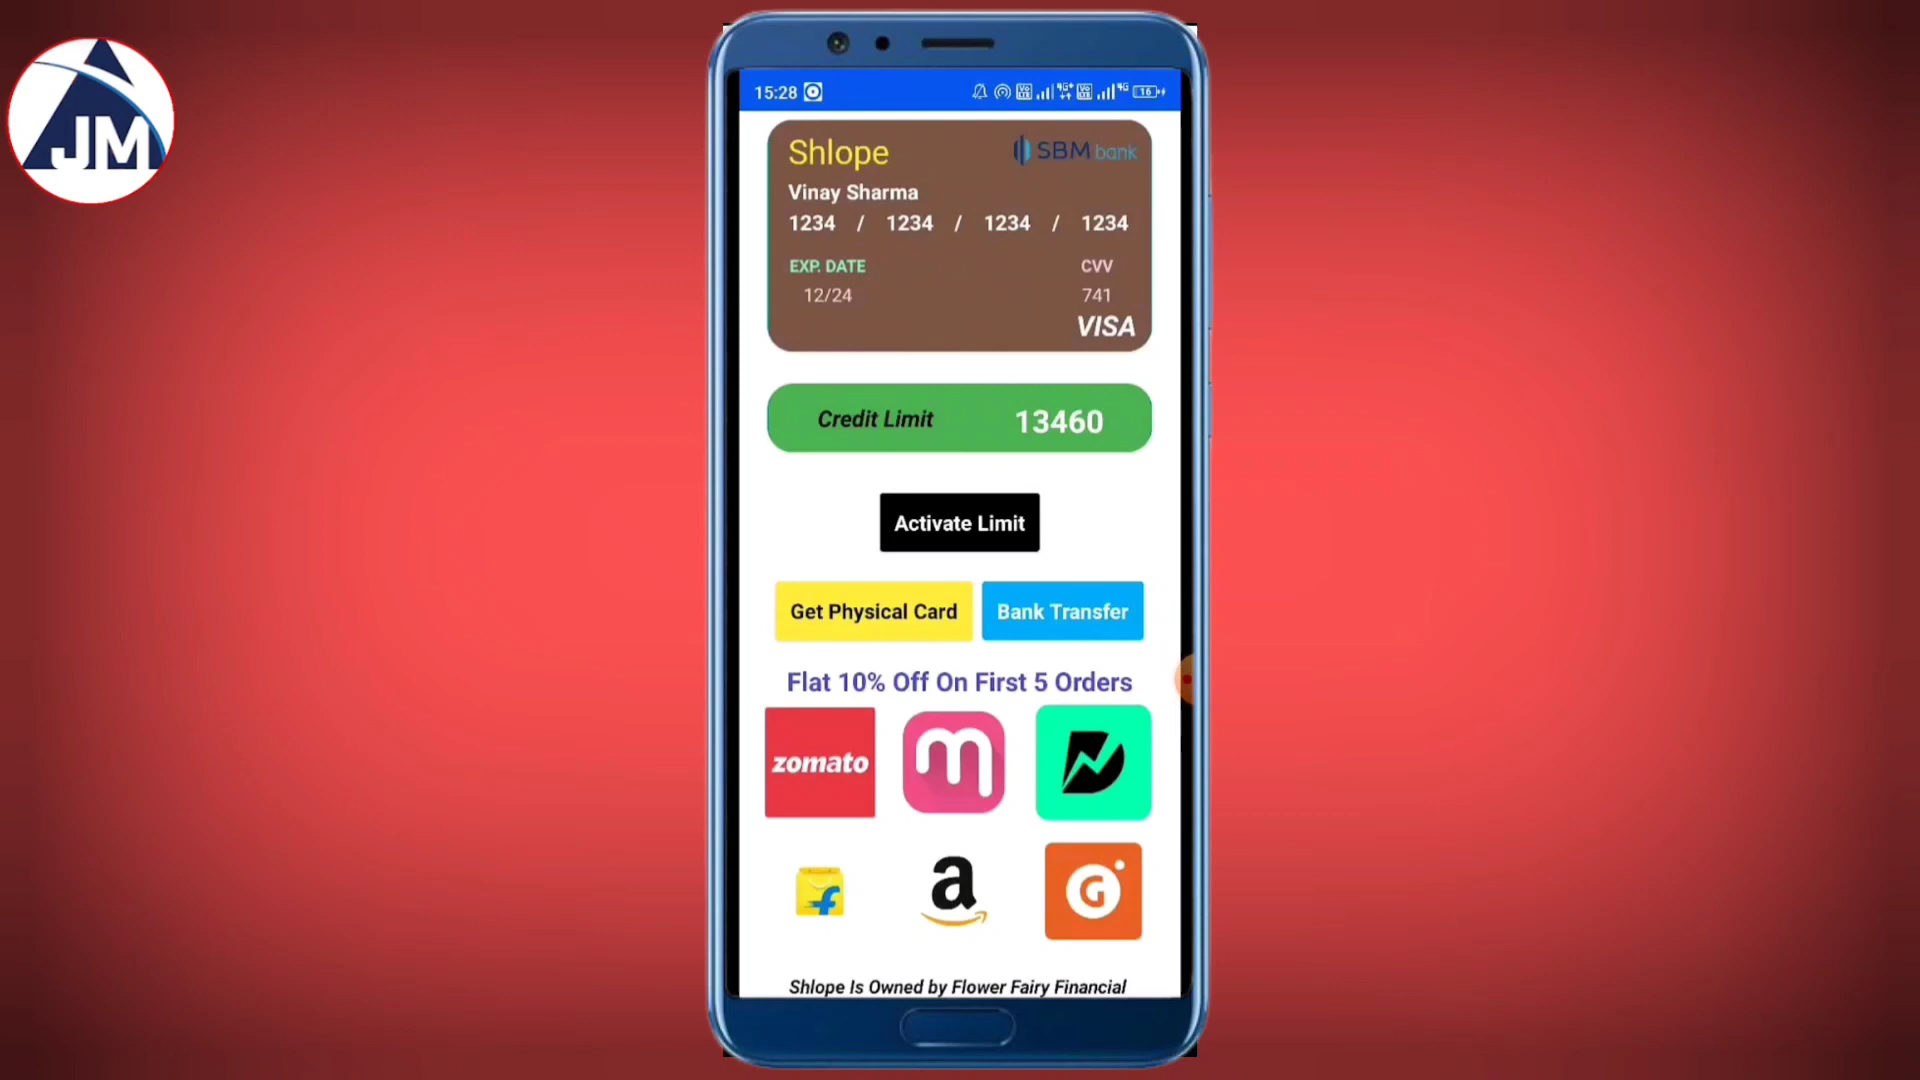 JM
15:28
16
Shlope
SBM bank
Vinay Sharma
1234 / 1234 / 1234 / 1234
EXP. DATE CVV
12/24 741
VISA
Credit Limit 13460
Activate Limit
Get Physical Card Bank Transfer
Flat 10% Off On First 5 Orders
zomato
Shlope Is Owned by Flower Fairy Financial